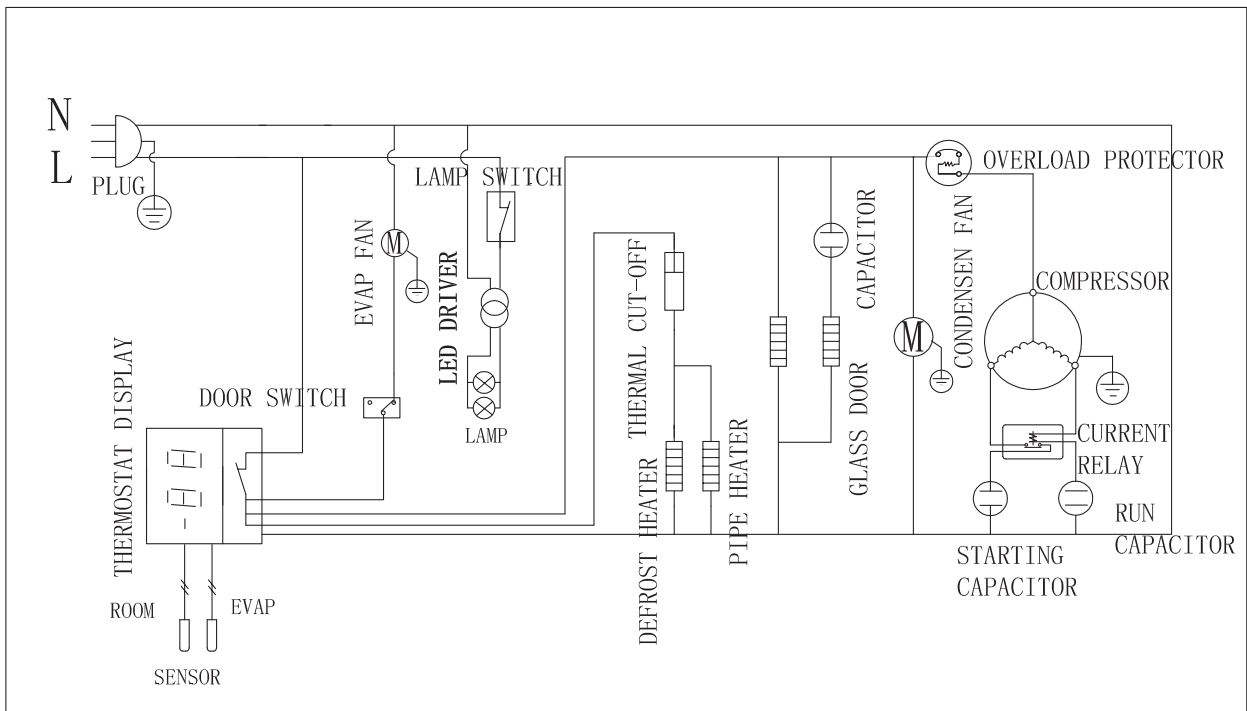 N
L
PLUG
LAMP SWITCH
OVERLOAD PROTECTOR
EVAP FAN
M
LED DRIVER
THERMAL CUT-OFF
CAPACITOR
CONDENSEN FAN
M
COMPRESSOR
THERMOSTAT DISPLAY
DOOR SWITCH
LAMP
DEFROST HEATER
PIPE HEATER
GLASS DOOR
CURRENT
RELAY
RUN
CAPACITOR
STARTING
CAPACITOR
ROOM
EVAP
SENSOR